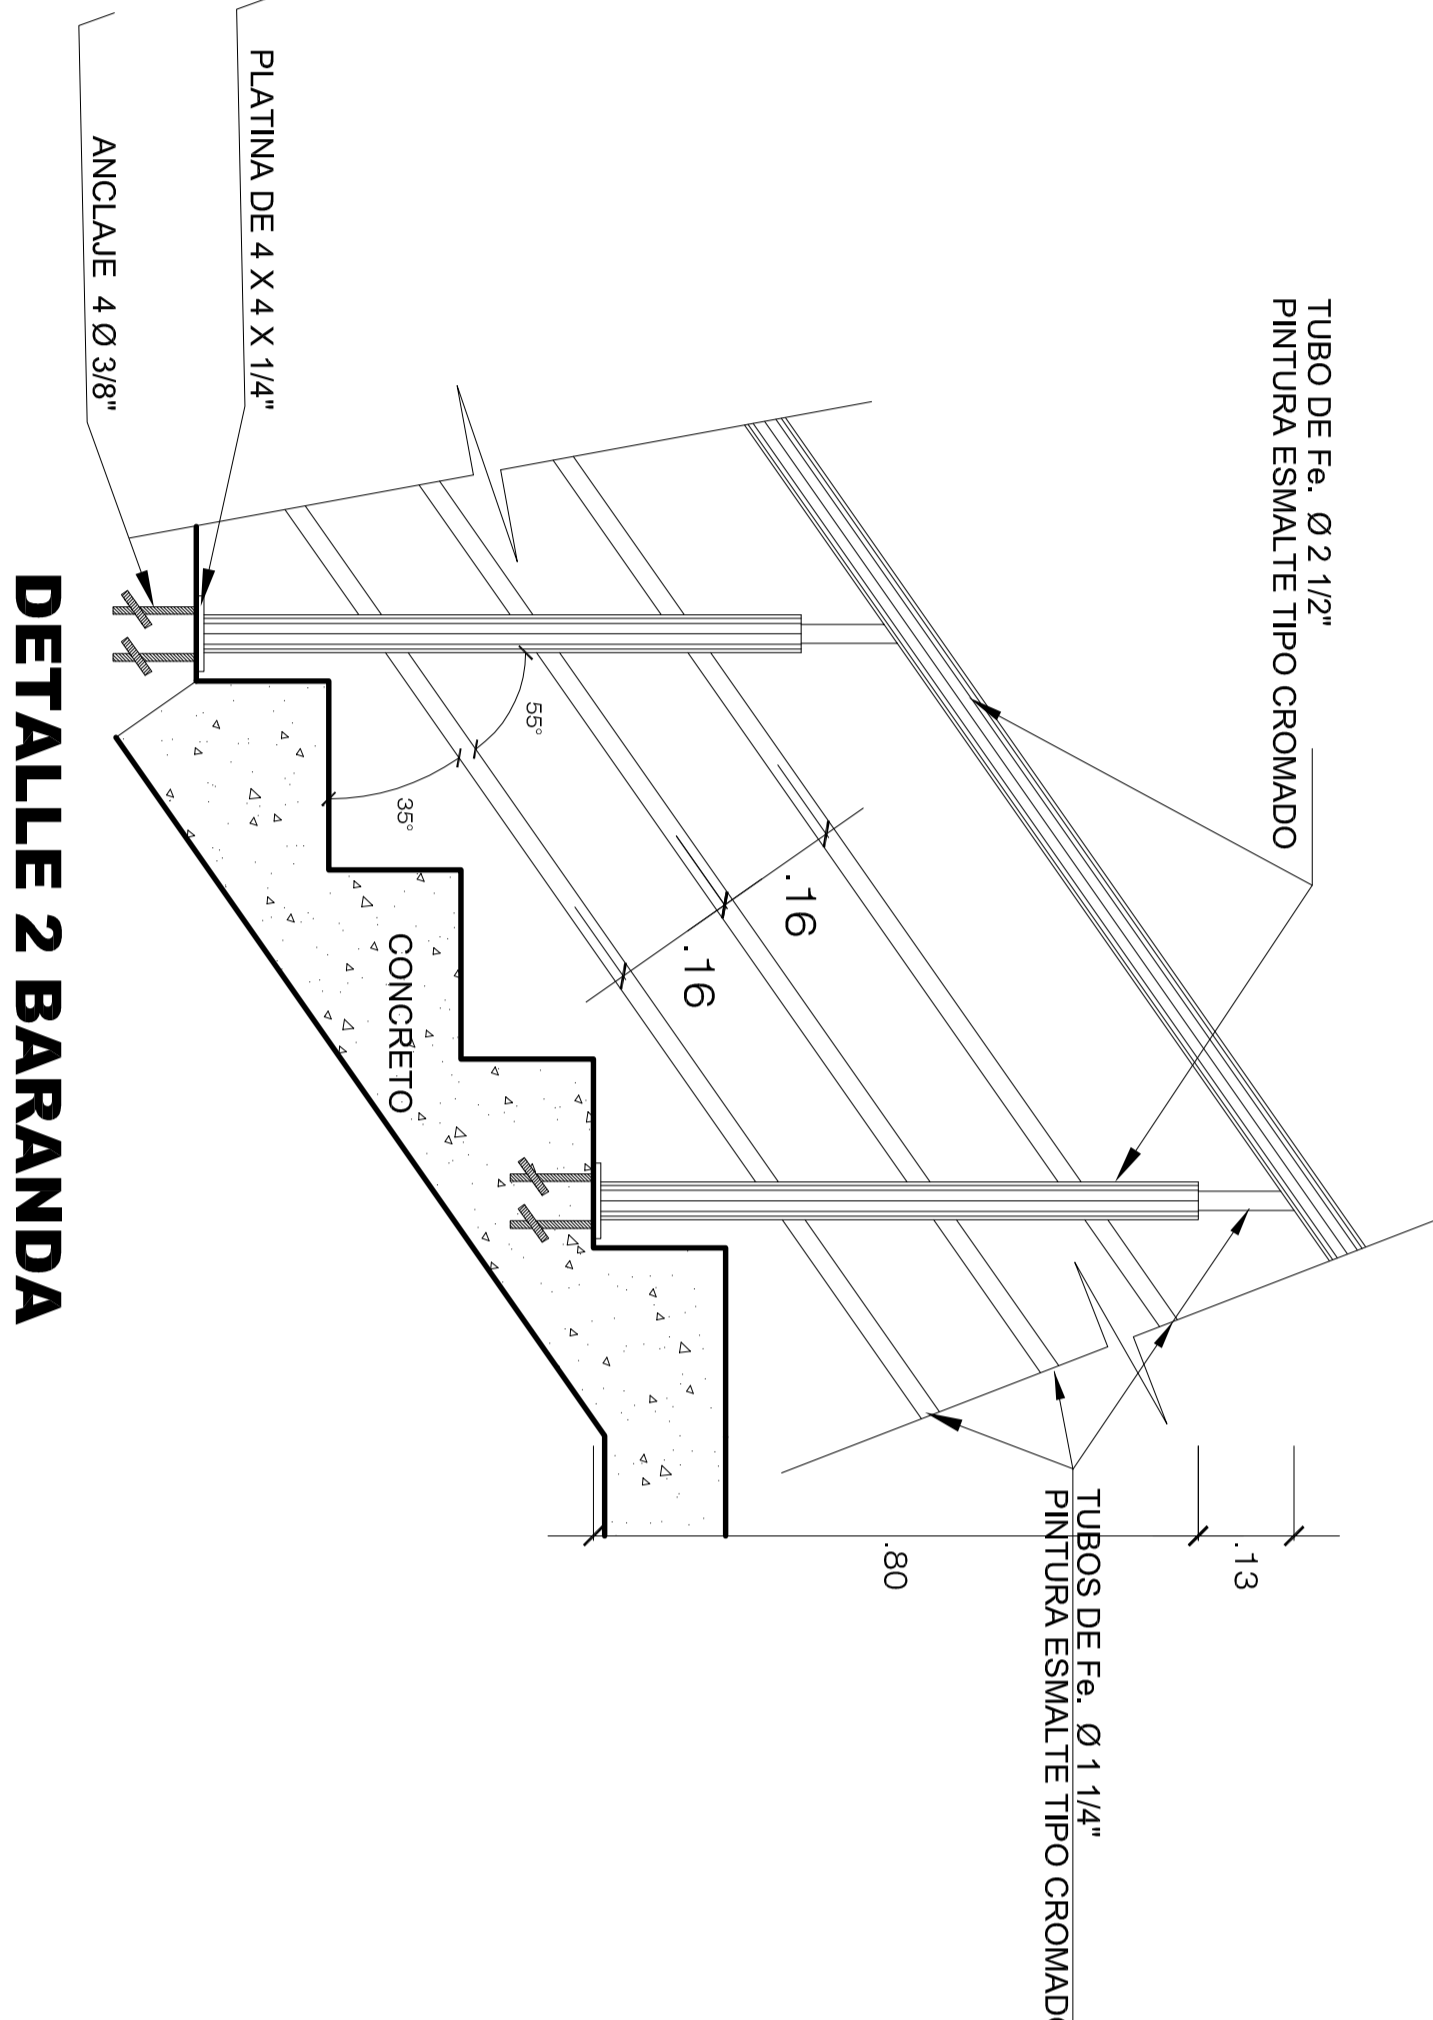 TUBO DE Fe. Ø 2 1/2"
PINTURA ESMALTE TIPO CROMADO
.13
.80
TUBOS DE Fe. Ø 1 1/4"
PINTURA ESMALTE TIPO CROMADO
.16
.16
55°
35°
CONCRETO
PLATINA DE 4 X 4 X 1/4"
ANCLAJE 4 Ø 3/8"
DETALLE 2 BARANDA